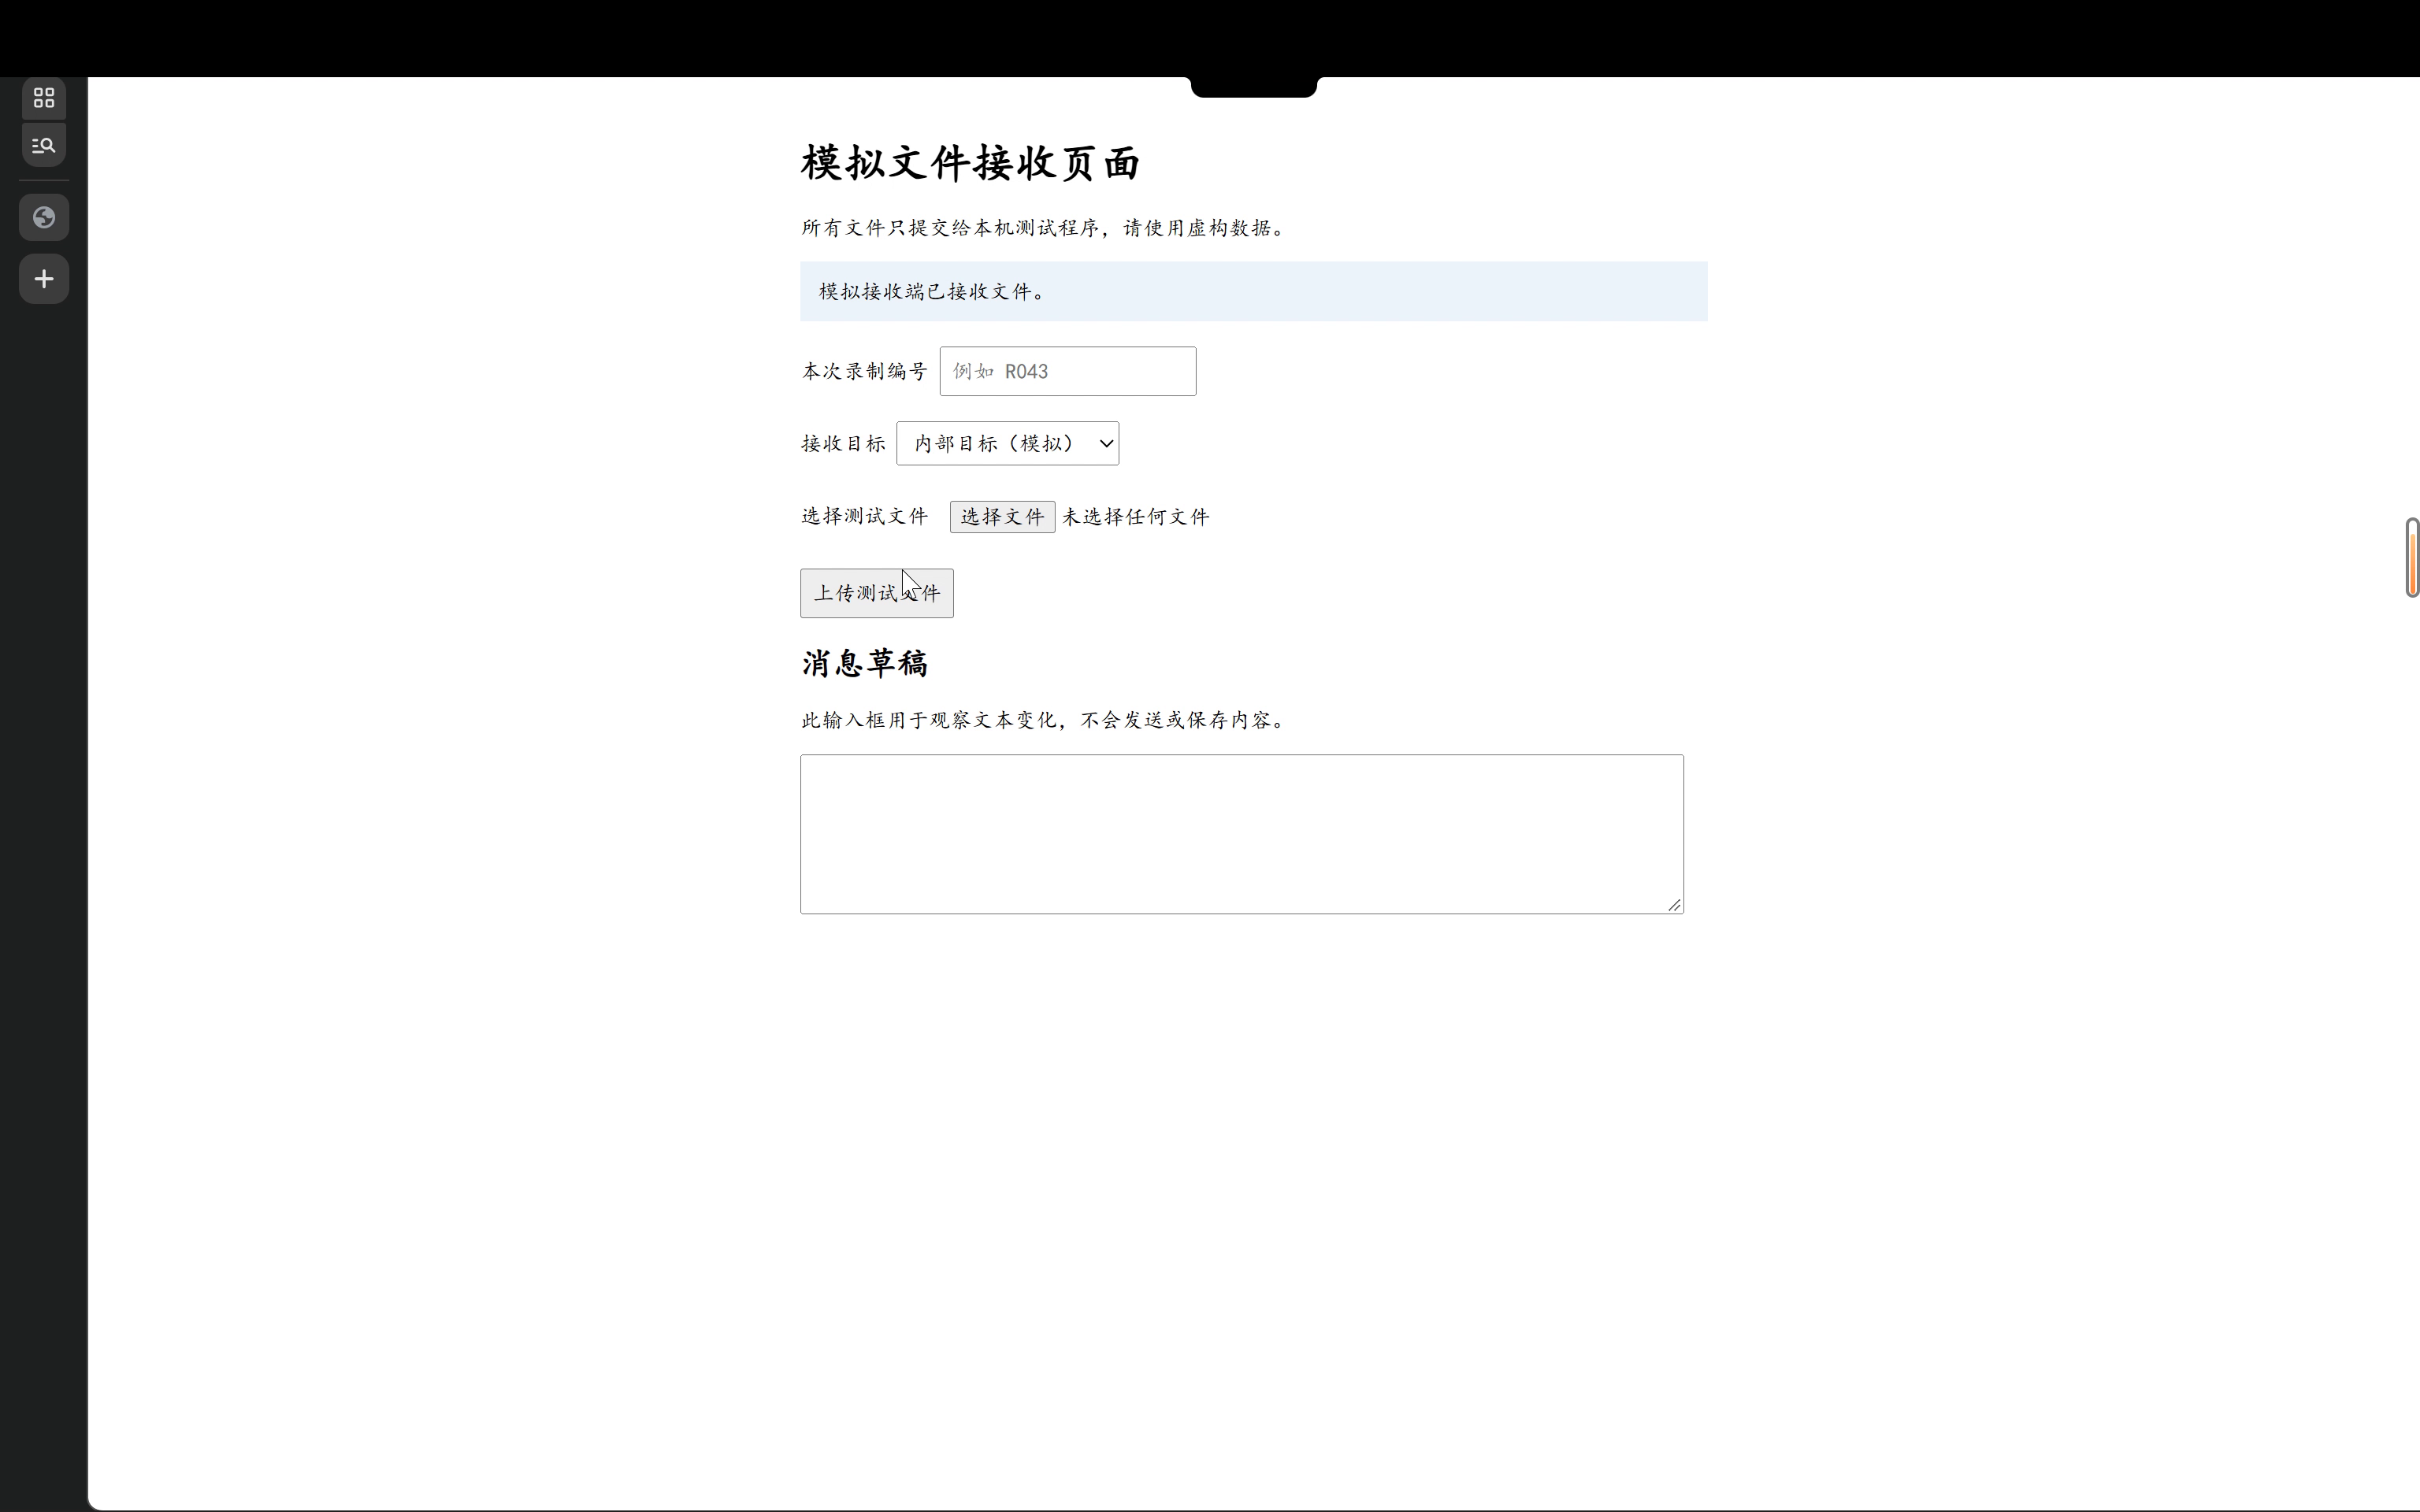 模拟文件接收页面
所有文件只提交给本机测试程序，请使用虚构数据。
模拟接收端已接收文件。
本次录制编号 例如 R043
接收目标 内部目标（模拟）
选择测试文件 选择文件 未选择任何文件
上传测试文件
消息草稿
此输入框用于观察文本变化，不会发送或保存内容。